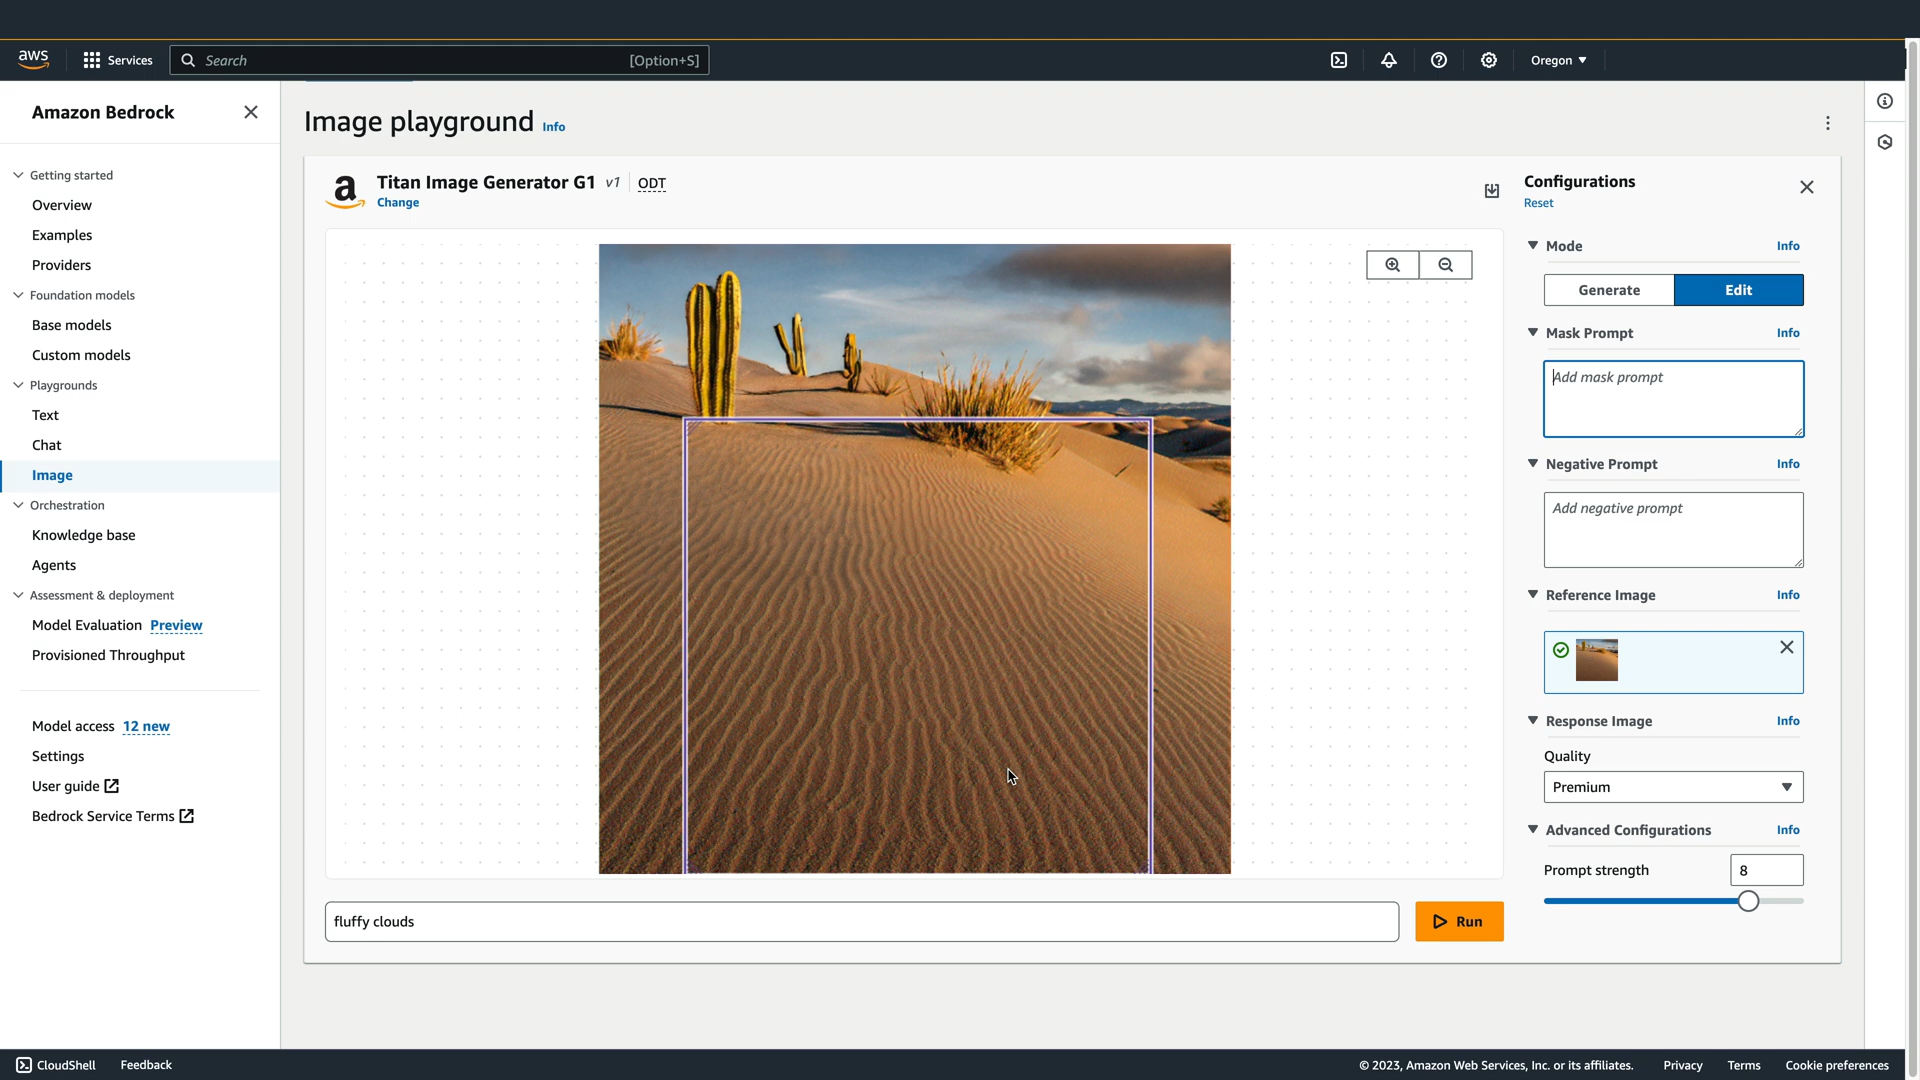 aws
Services
Search
[Option+S]
Oregon
Amazon Bedrock
Getting started
Overview
Examples
Providers
Foundation models
Base models
Custom models
Playgrounds
Text
Chat
Image
Orchestration
Knowledge base
Agents
Assessment & deployment
Model Evaluation Preview
Provisioned Throughput
Model access 12 new
Settings
User guide
Bedrock Service Terms
Image playground Info
a
Titan Image Generator G1 v1 ODT
Change
fluffy clouds
Run
Configurations
Reset
Mode Info
Generate Edit
Mask Prompt Info
Add mask prompt
Negative Prompt Info
Add negative prompt
Reference Image Info
Response Image Info
Quality
Premium
Advanced Configurations Info
Prompt strength 8
CloudShell Feedback
© 2023, Amazon Web Services, Inc. or its affiliates. Privacy Terms Cookie preferences